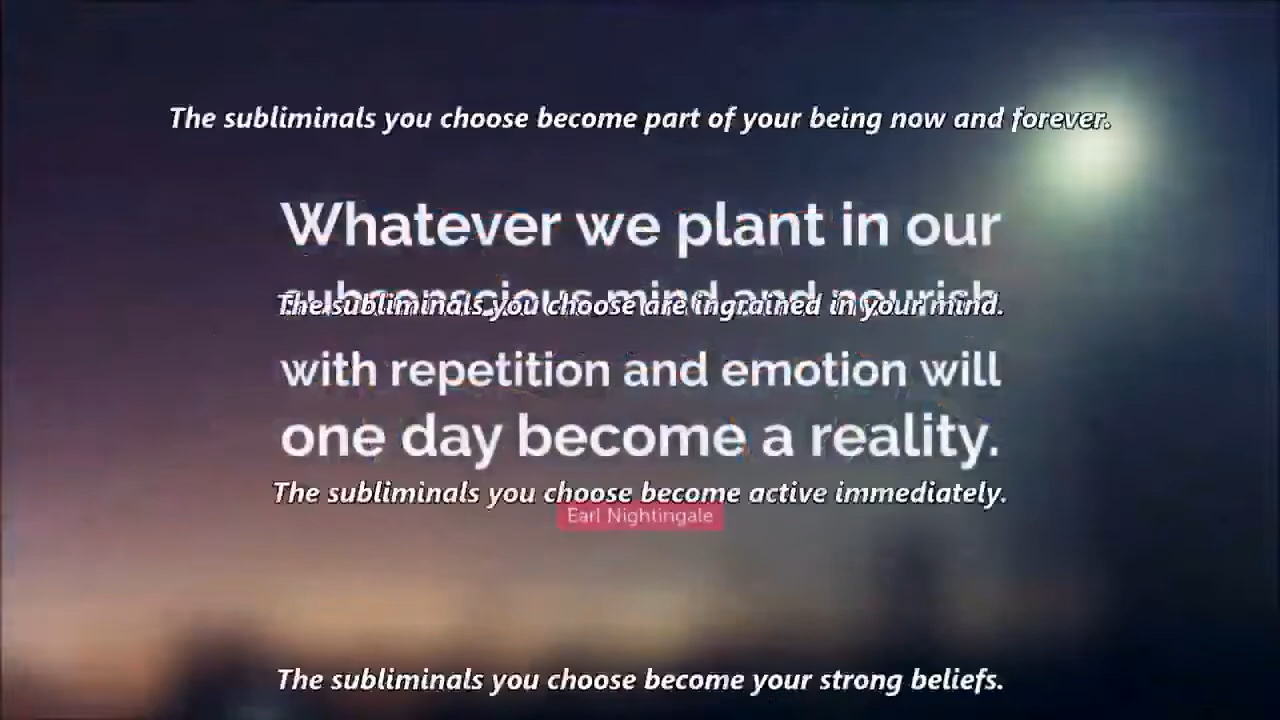 The subliminals you choose become part of your being now and forever.
Whatever we plant in our
subconscious mind and nourish
The subliminals you choose are ingrained in your mind.
with repetition and emotion will
one day become a reality.
The subliminals you choose become active immediately.
Earl Nightingale
The subliminals you choose become your strong beliefs.